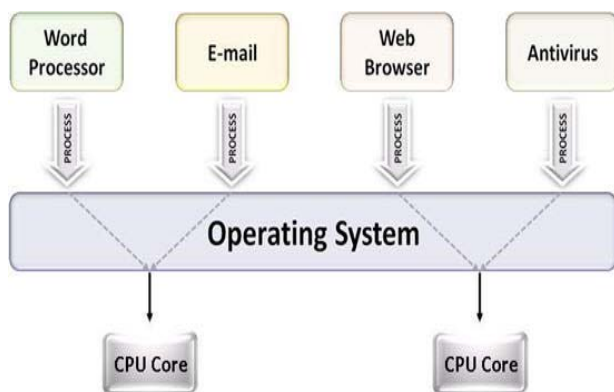 Word
Processor
E-mail
Web
Browser
Antivirus
PROCESS
PROCESS
PROCESS
PROCESS
Operating System
CPU Core
CPU Core